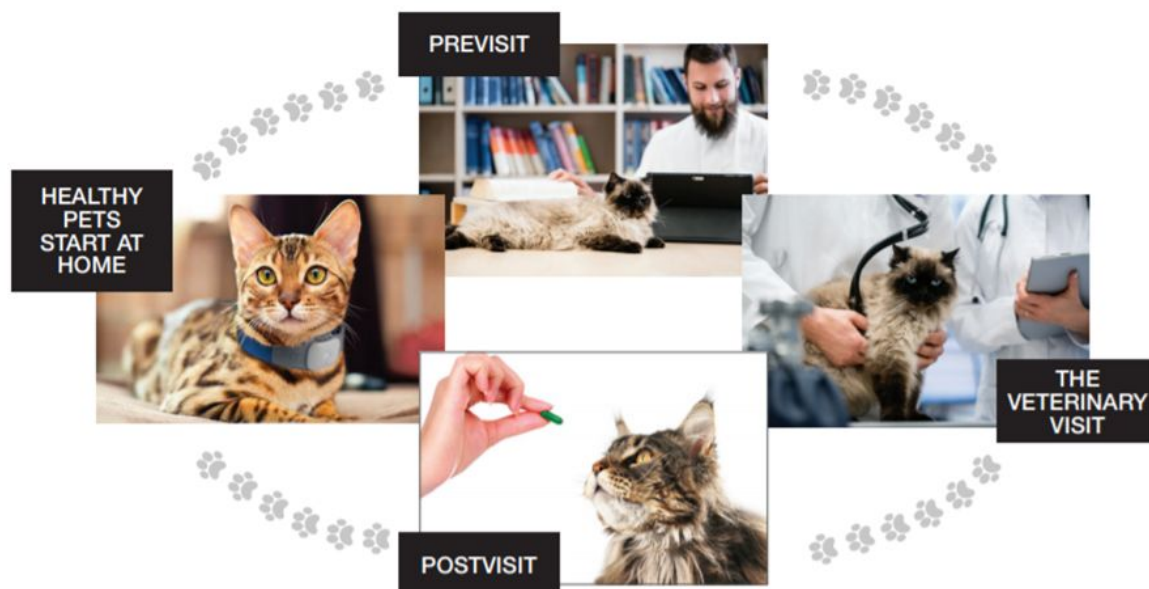 PREVISIT
HEALTHY
PETS
START AT
HOME
THE
VETERINARY
VISIT
POSTVISIT